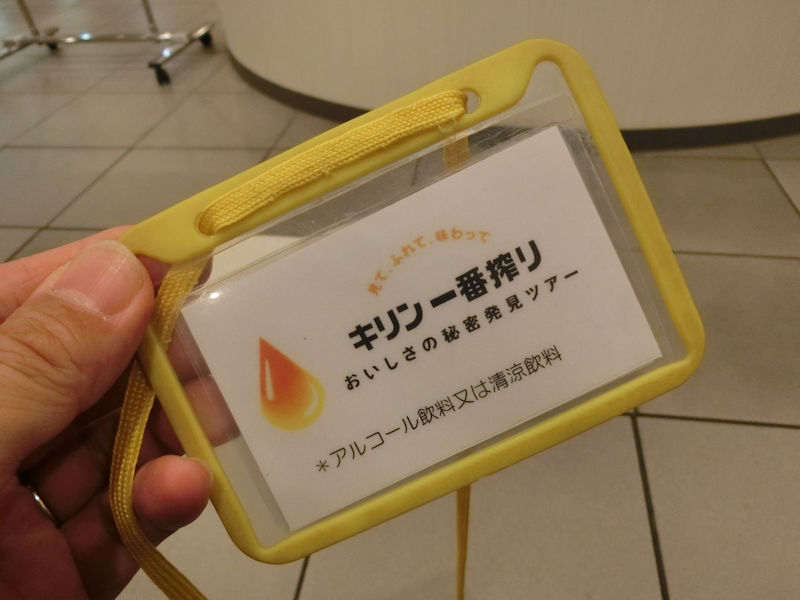 見て、ふれて、味わって
キリン一番搾り
おいしさの秘密発見ツアー
＊アルコール飲料又は清涼飲料